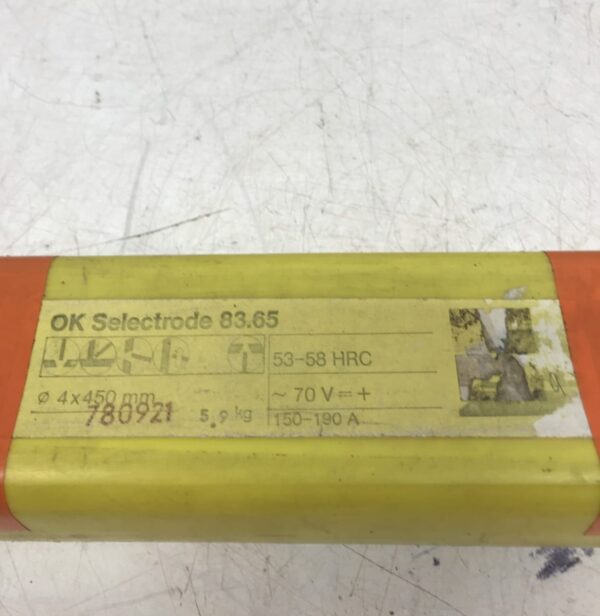 OK Selectrode 83.65
53-58 HRC
ø 4x450 mm
~ 70 V = +
780921 5,9 kg
150-190 A